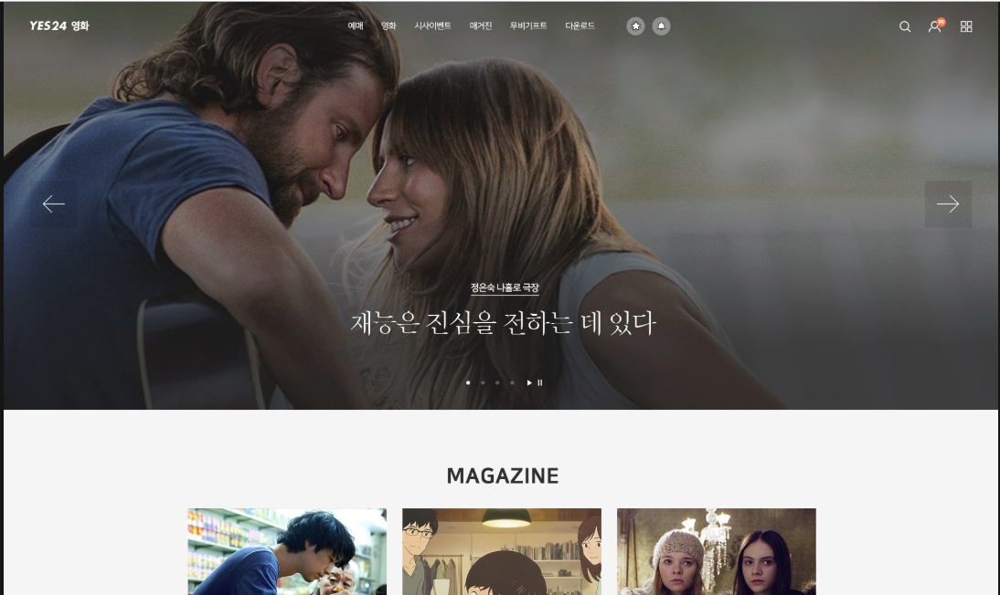 YES24 영화
예매 영화 시사이벤트 매거진 무비기프트 다운로드
99
정은숙 나홀로 극장
재능은 진심을 전하는 데 있다
MAGAZINE